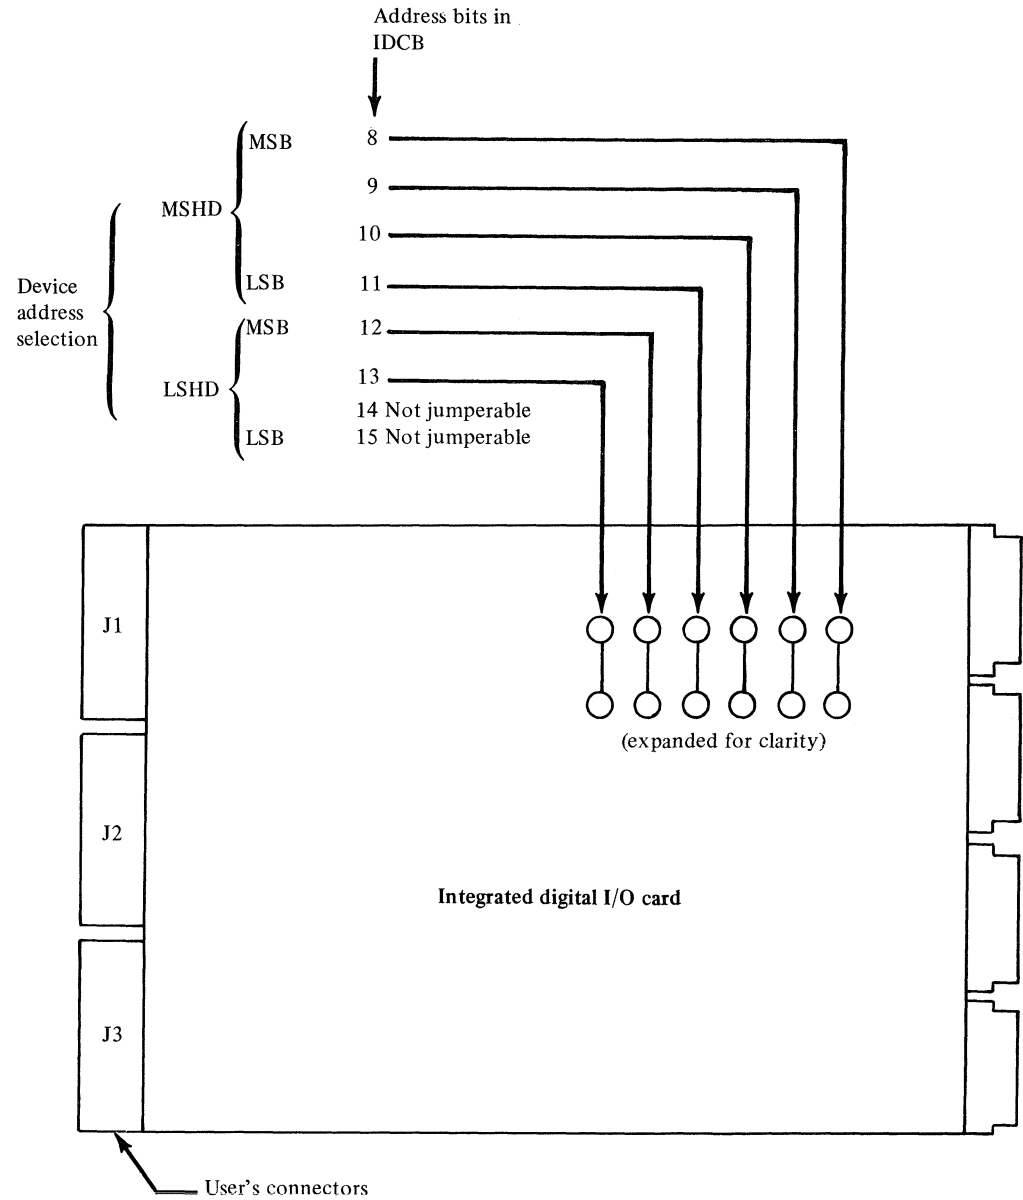 Address bits in
IDCB
MSB 8
9
MSHD
10
LSB 11
Device
address
selection
MSB 12
13
LSHD
14 Not jumperable
LSB 15 Not jumperable
J1
(expanded for clarity)
J2
Integrated digital I/O card
J3
User's connectors